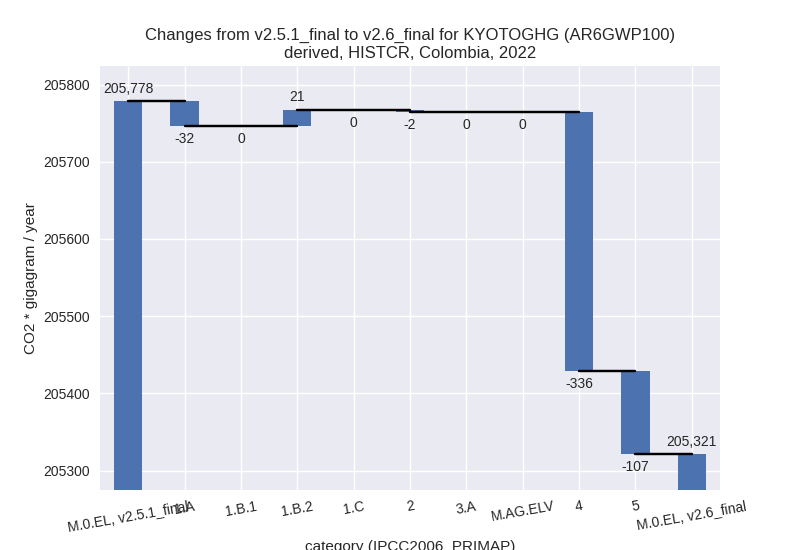 Changes from v2.5.1_final to v2.6_final for KYOTOGHG (AR6GWP100)
derived, HISTCR, Colombia, 2022
CO2 * gigagram / year
205800
205700
205600
205500
205400
205300
205,778
-32
0
21
0
-2
0
0
-336
-107
205,321
M.0.EL, v2.5.1_final
1.A
1.B.1
1.B.2
1.C
2
3.A
M.AG.ELV
4
5
M.0.EL, v2.6_final
category (IPCC2006_PRIMAP)